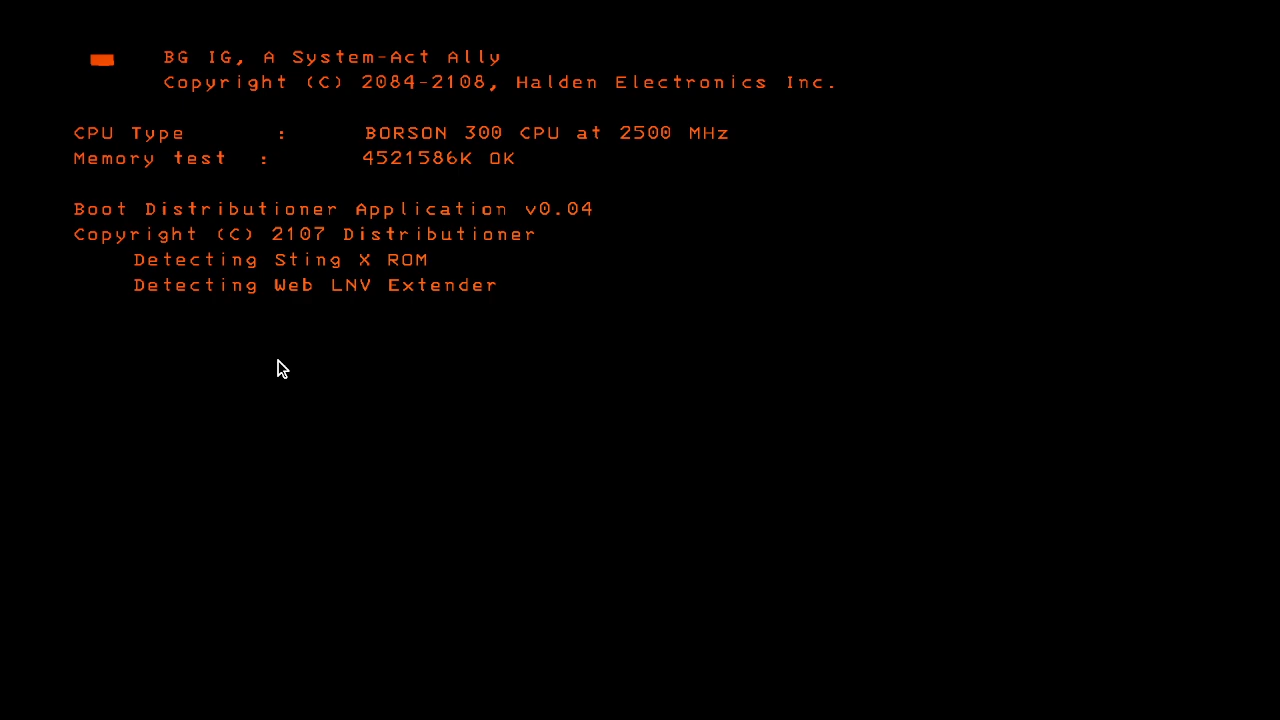 BG IG, A System-Act Ally
Copyright (C) 2084-2108, Halden Electronics Inc.
CPU Type : BORSON 300 CPU at 2500 MHz
Memory test : 4521586K OK
Boot Distributioner Application v0.04
Copyright (C) 2107 Distributioner
Detecting Sting X ROM
Detecting Web LNV Extender